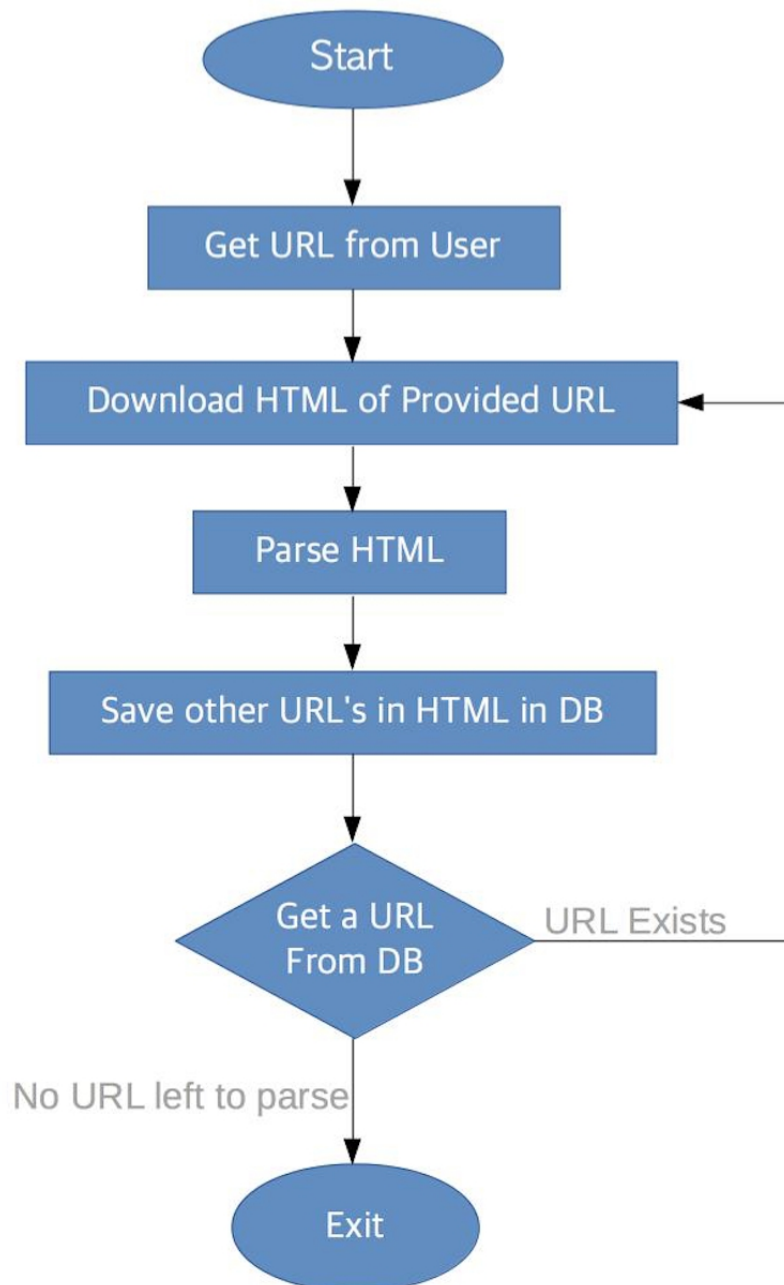 Start
Get URL from User
Download HTML of Provided URL
Parse HTML
Save other URL's in HTML in DB
Get a URL
From DB
URL Exists
No URL left to parse
Exit